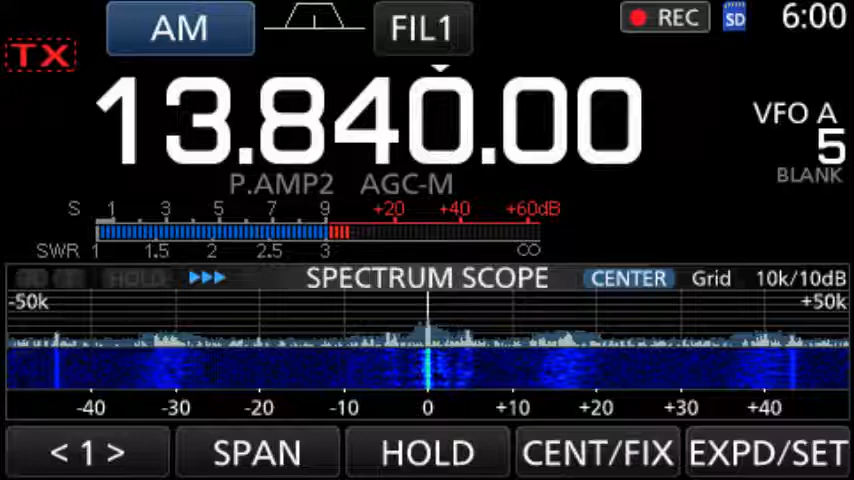 AM FIL1 REC SD 6:00
TX
13.840.00
VFO A
5
P.AMP2 AGC-M BLANK
S 1 3 5 7 9 +20 +40 +60dB
SWR 1 1.5 2 2.5 3 ∞
HOLD SPECTRUM SCOPE CENTER Grid 10k/10dB
-50k +50k
-40 -30 -20 -10 0 +10 +20 +30 +40
< 1 > SPAN HOLD CENT/FIX EXPD/SET